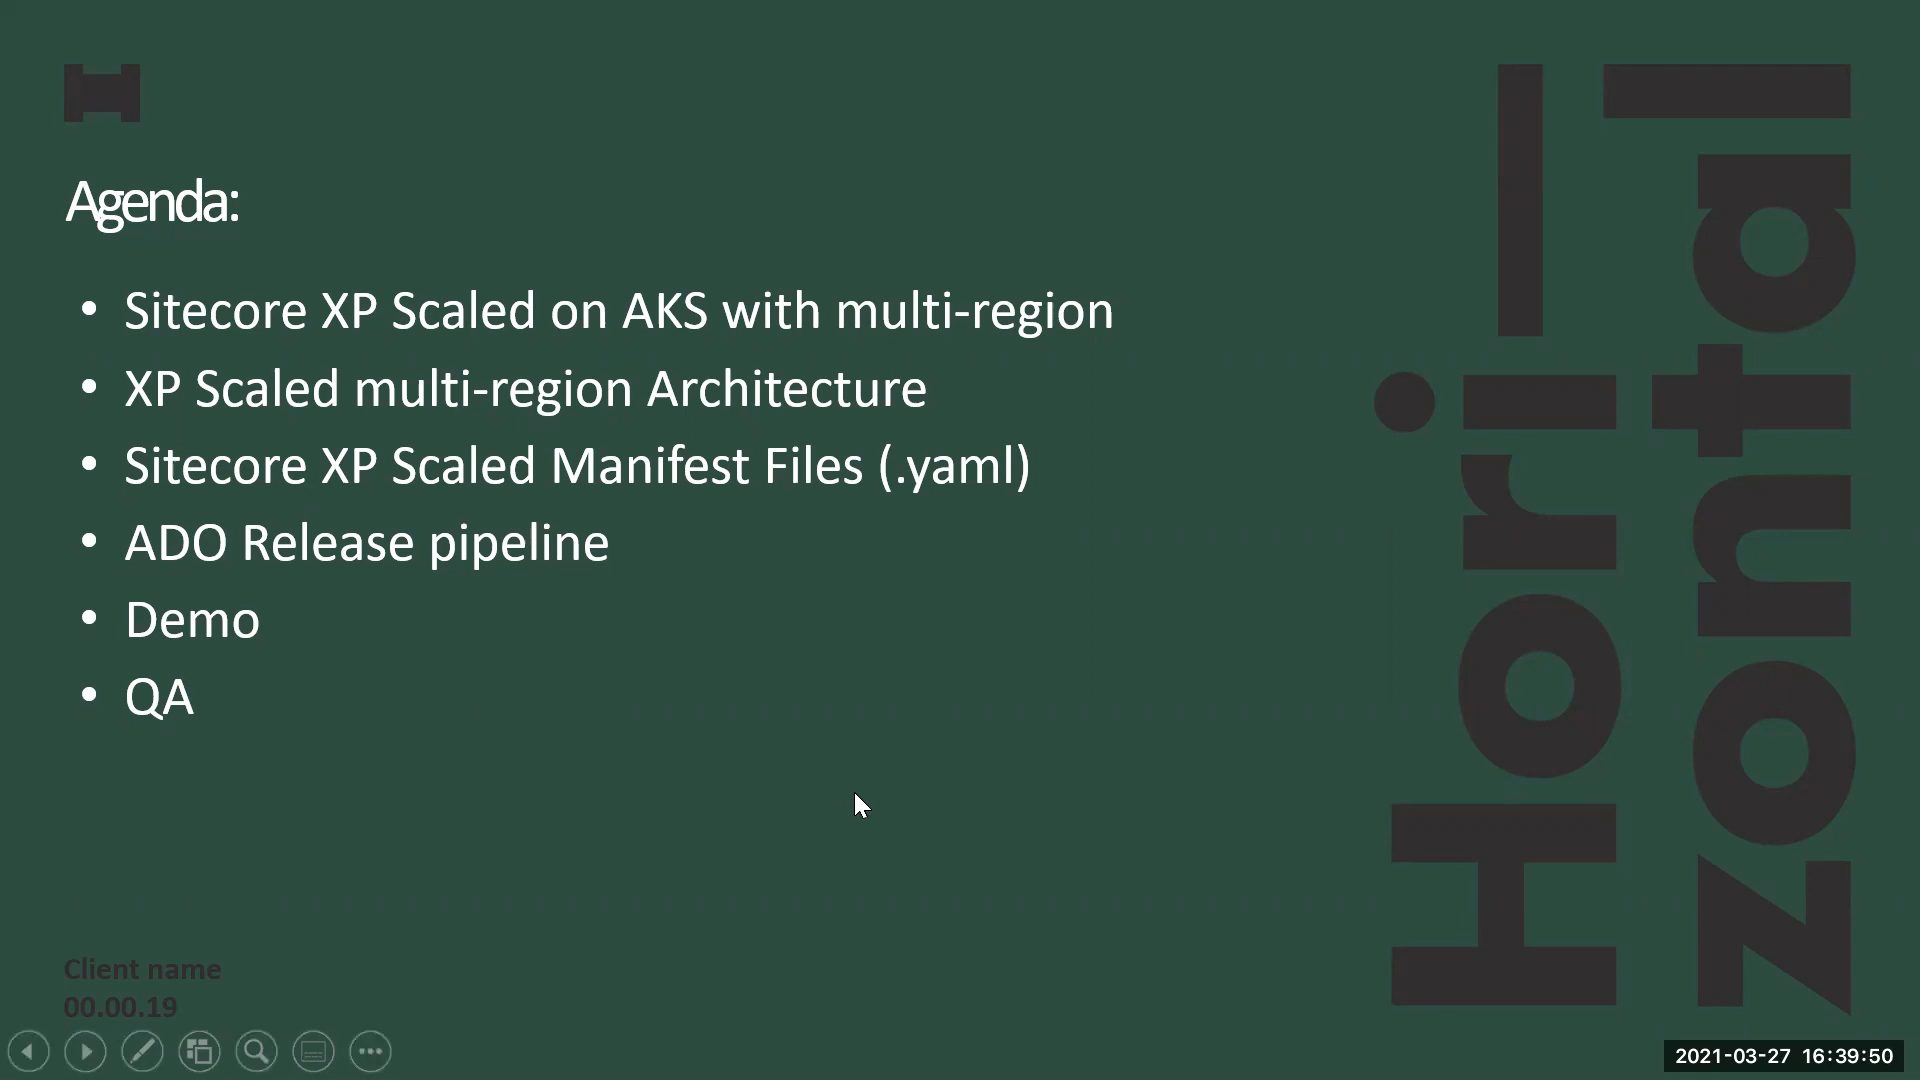 Agenda:
• Sitecore XP Scaled on AKS with multi-region
• XP Scaled multi-region Architecture
• Sitecore XP Scaled Manifest Files (.yaml)
• ADO Release pipeline
• Demo
• QA
Hori_
zontal
Client name
00.00.19
2021-03-27 16:39:50